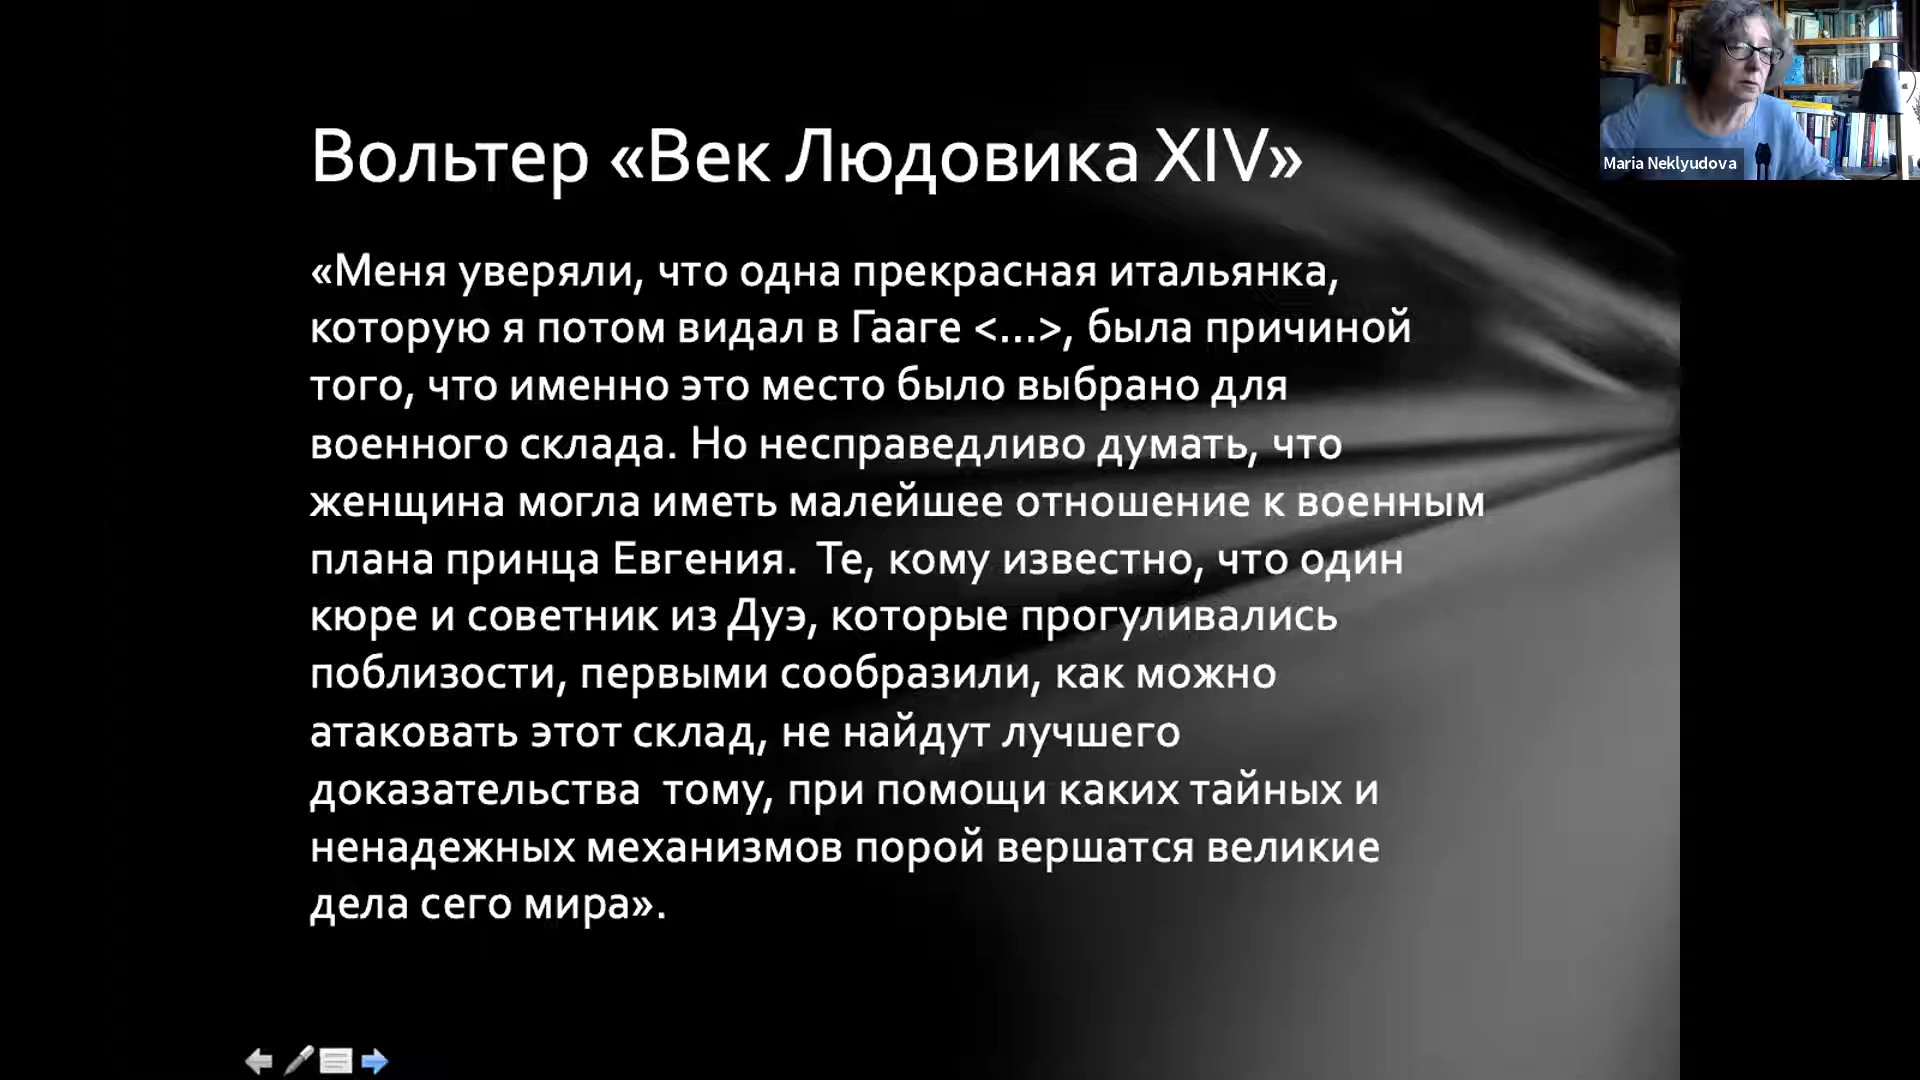 Вольтер «Век Людовика XIV»
«Меня уверяли, что одна прекрасная итальянка,
которую я потом видал в Гааге <...>, была причиной
того, что именно это место было выбрано для
военного склада. Но несправедливо думать, что
женщина могла иметь малейшее отношение к военным
плана принца Евгения.  Те, кому известно, что один
кюре и советник из Дуэ, которые прогуливались
поблизости, первыми сообразили, как можно
атаковать этот склад, не найдут лучшего
доказательства  тому, при помощи каких тайных и
ненадежных механизмов порой вершатся великие
дела сего мира».
Maria Neklyudova